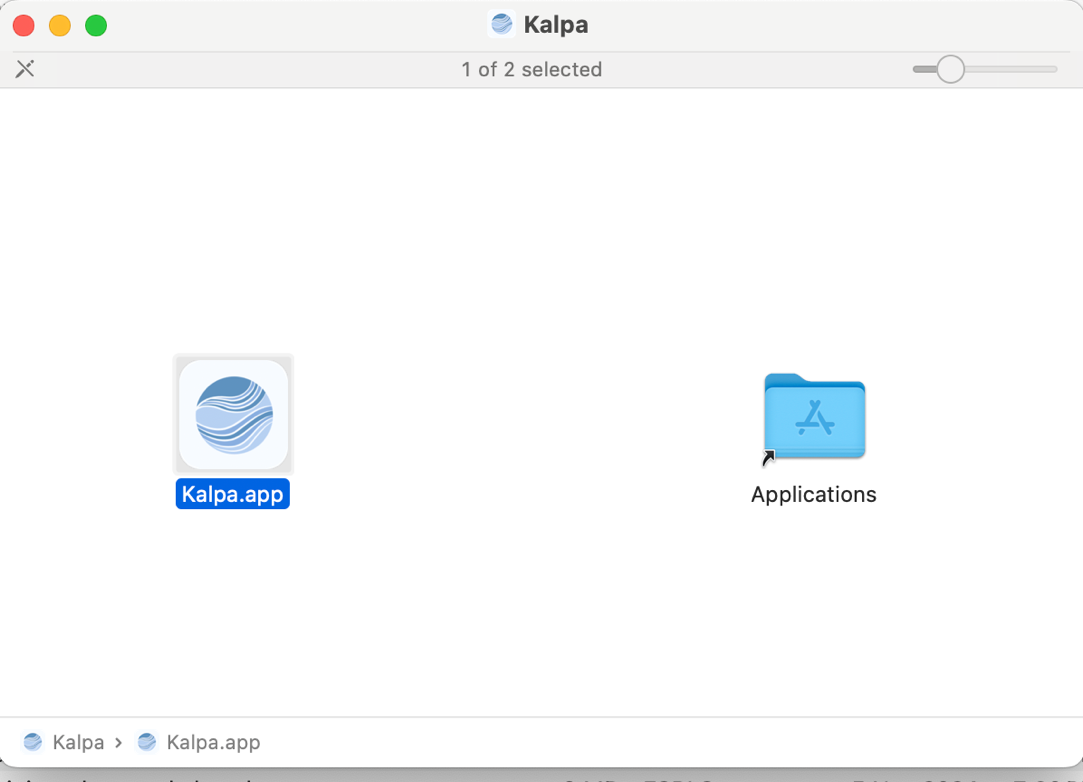 Kalpa
1 of 2 selected
Kalpa.app
Applications
Kalpa › Kalpa.app